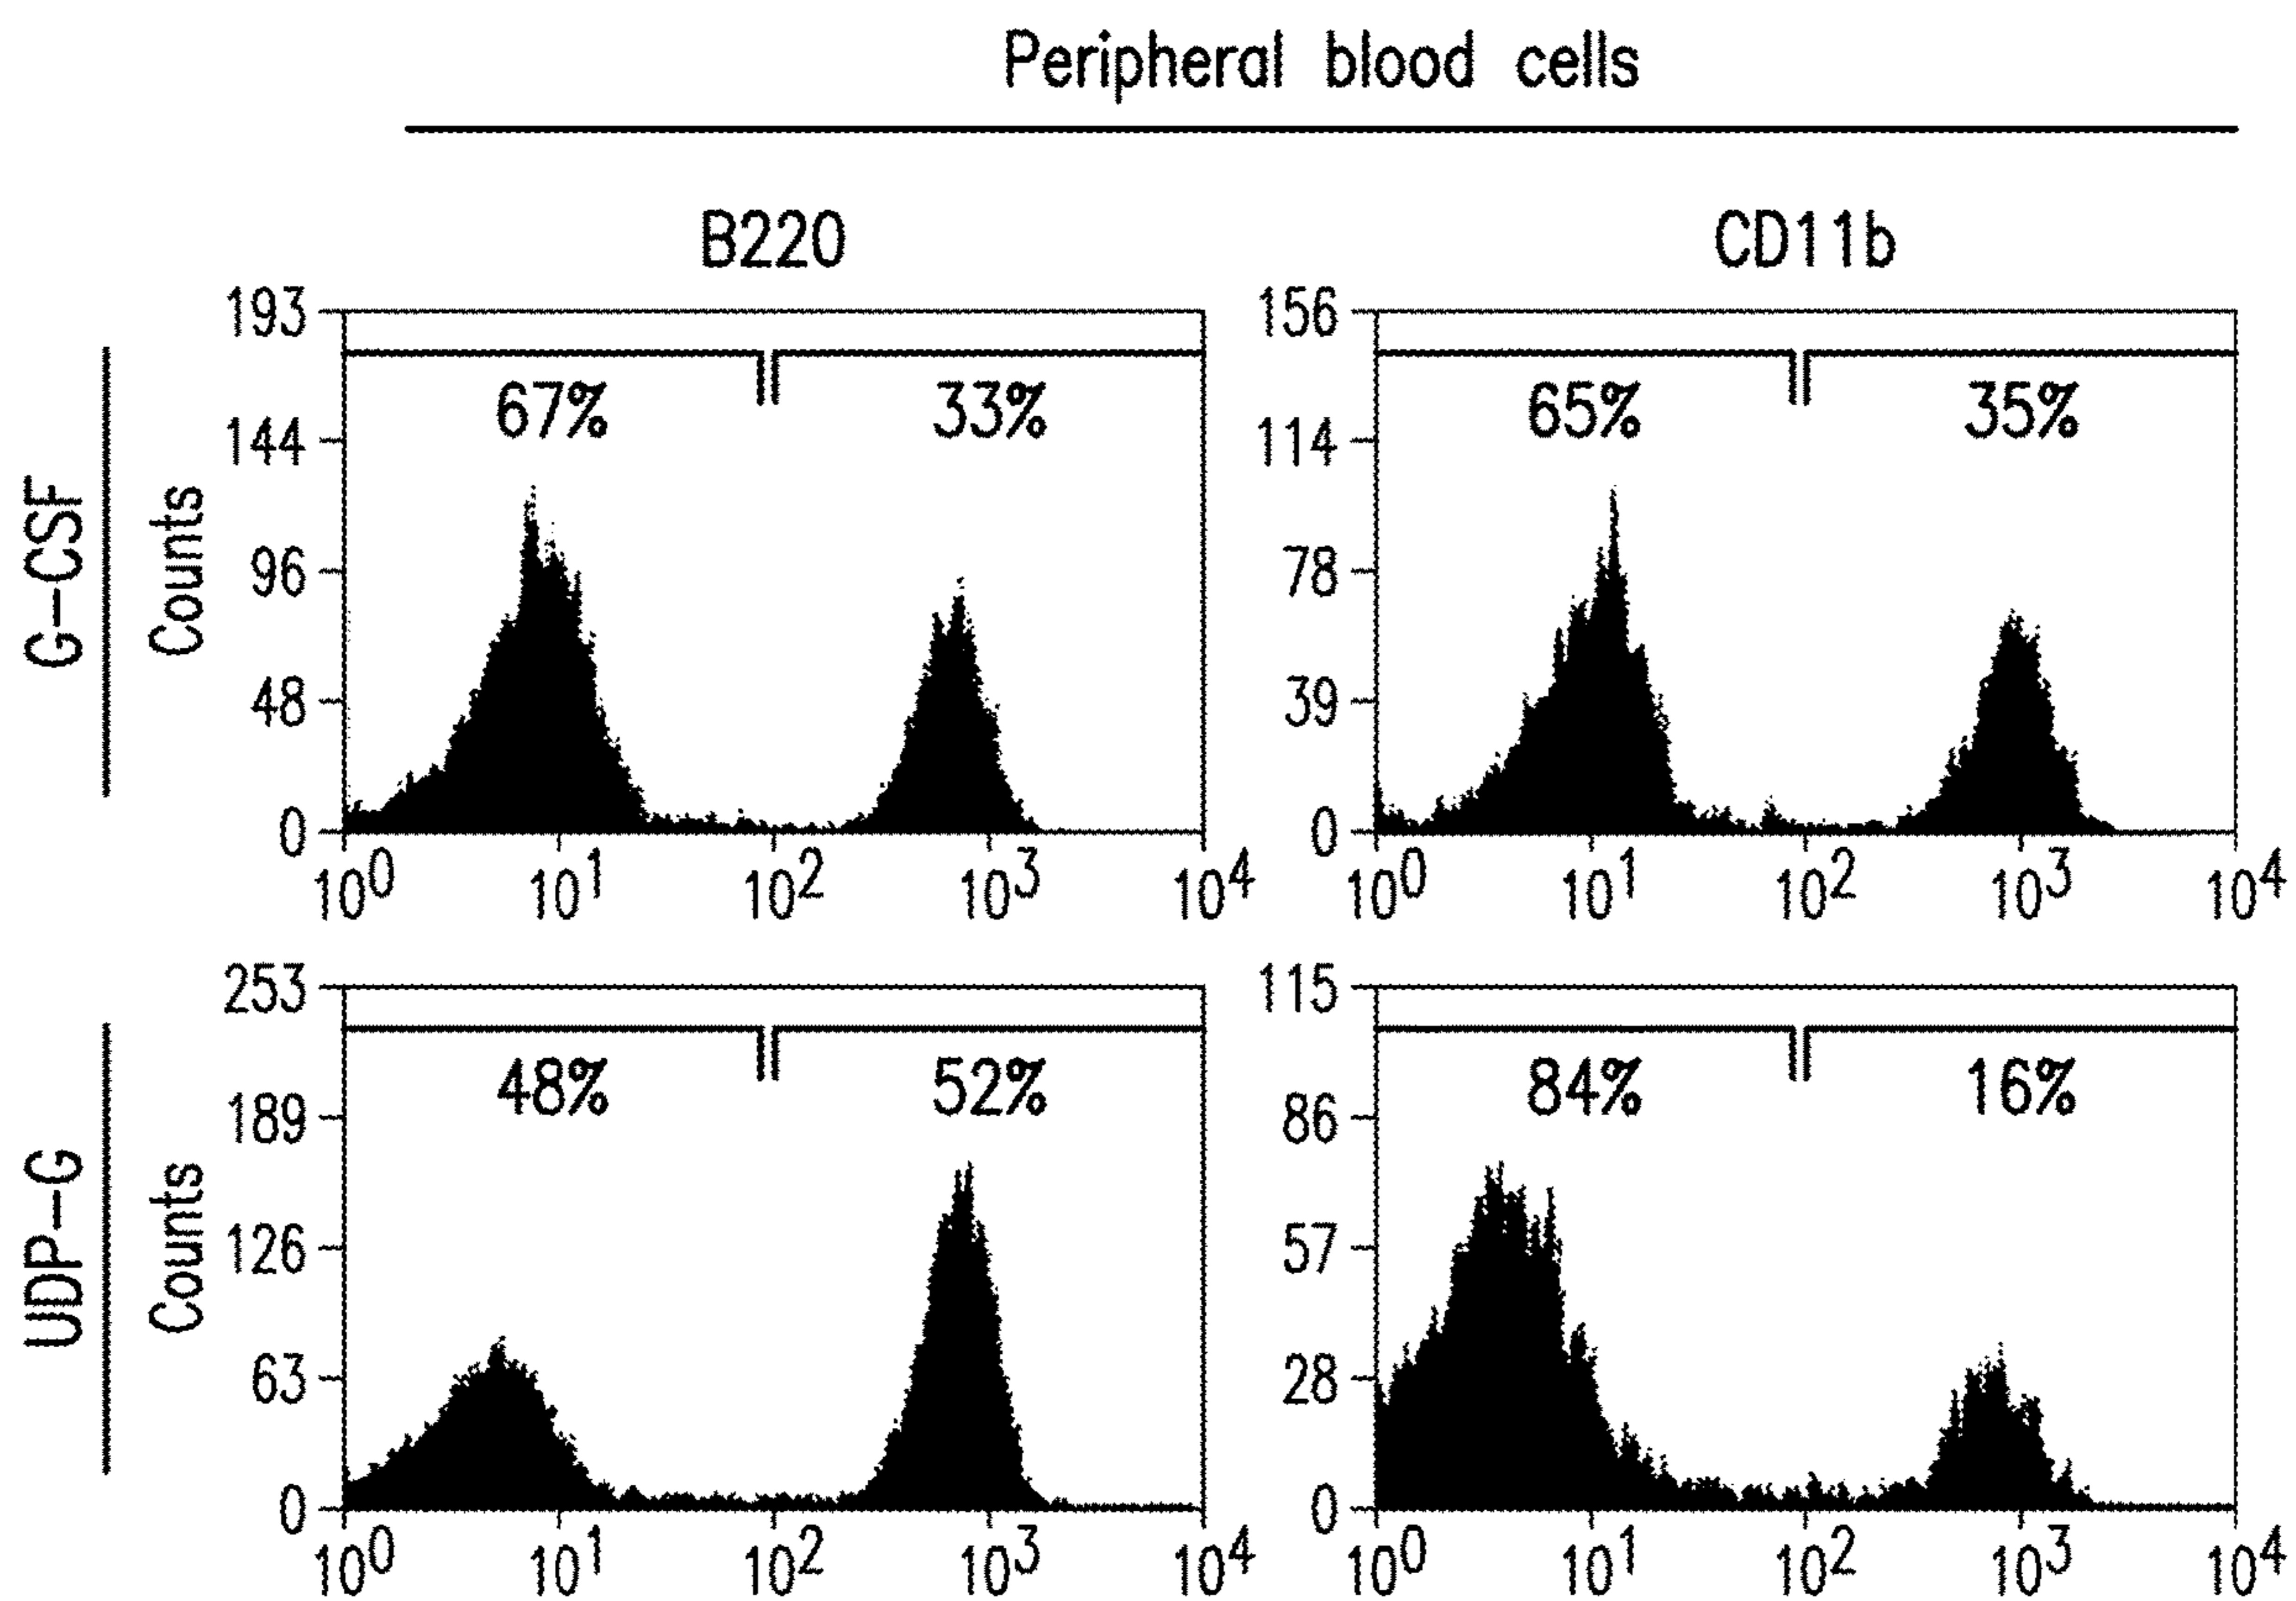 Peripheral blood cells
B220
CD11b
G-CSF
Counts
193
144
96
48
0
67%
33%
10^0 10^1 10^2 10^3 10^4
156
114
78
39
0
65%
35%
10^0 10^1 10^2 10^3 10^4
UDP-G
Counts
253
189
126
63
0
48%
52%
10^0 10^1 10^2 10^3 10^4
115
86
57
28
0
84%
16%
10^0 10^1 10^2 10^3 10^4